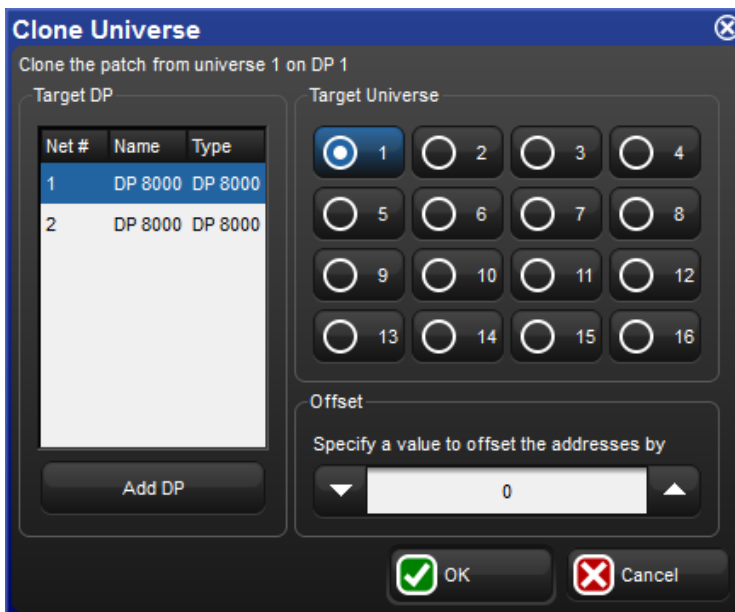 Clone Universe
Clone the patch from universe 1 on DP 1
Target DP
Net # Name Type
1 DP 8000 DP 8000
2 DP 8000 DP 8000
Add DP
Target Universe
1 2 3 4
5 6 7 8
9 10 11 12
13 14 15 16
Offset
Specify a value to offset the addresses by
0
OK Cancel